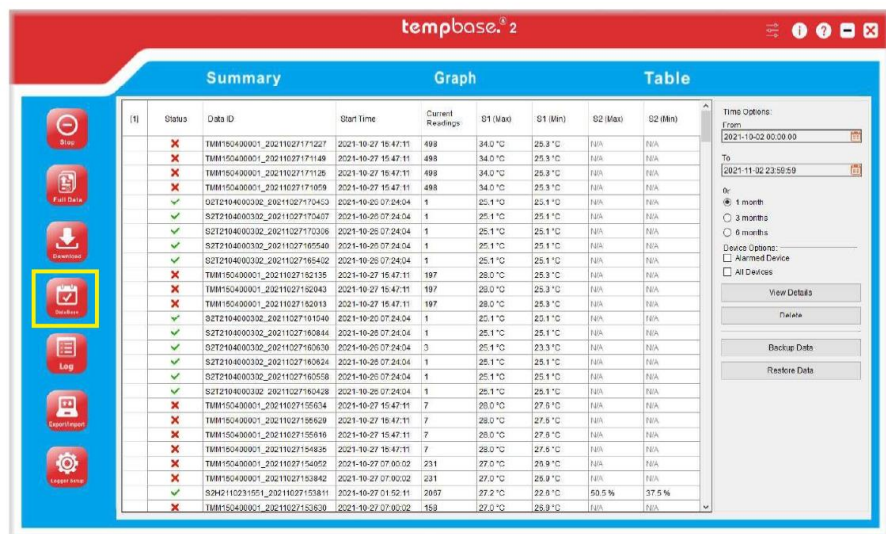 tempbase.® 2
Summary Graph Table
Stop
Full Data
Download
DataBase
Log
Export/Import
Logger Setup
[1] Status Data ID Start Time Current Readings S1 (Max) S1 (Min) S2 (Max) S2 (Min)
TMM150400001_20211027171227 2021-10-27 15:47:11 498 34.0 °C 25.3 °C N/A N/A
TMM150400001_20211027171149 2021-10-27 15:47:11 498 34.0 °C 25.3 °C N/A N/A
TMM150400001_20211027171125 2021-10-27 15:47:11 498 34.0 °C 25.3 °C N/A N/A
TMM150400001_20211027171059 2021-10-27 15:47:11 498 34.0 °C 25.3 °C N/A N/A
S2T2104000302_20211027170453 2021-10-26 07:24:04 1 25.1 °C 25.1 °C N/A N/A
S2T2104000302_20211027170407 2021-10-26 07:24:04 1 25.1 °C 25.1 °C N/A N/A
S2T2104000302_20211027170306 2021-10-26 07:24:04 1 25.1 °C 25.1 °C N/A N/A
S2T2104000302_20211027165540 2021-10-26 07:24:04 1 25.1 °C 25.1 °C N/A N/A
S2T2104000302_20211027165402 2021-10-26 07:24:04 1 25.1 °C 25.1 °C N/A N/A
TMM150400001_20211027162135 2021-10-27 15:47:11 197 28.0 °C 25.3 °C N/A N/A
TMM150400001_20211027162043 2021-10-27 15:47:11 197 28.0 °C 25.3 °C N/A N/A
TMM150400001_20211027162013 2021-10-27 15:47:11 197 28.0 °C 25.3 °C N/A N/A
S2T2104000302_20211027161040 2021-10-26 07:24:04 1 25.1 °C 25.1 °C N/A N/A
S2T2104000302_20211027160844 2021-10-26 07:24:04 1 25.1 °C 25.1 °C N/A N/A
S2T2104000302_20211027160630 2021-10-26 07:24:04 3 25.1 °C 23.3 °C N/A N/A
S2T2104000302_20211027160624 2021-10-26 07:24:04 1 25.1 °C 25.1 °C N/A N/A
S2T2104000302_20211027160558 2021-10-26 07:24:04 1 25.1 °C 25.1 °C N/A N/A
S2T2104000302_20211027160428 2021-10-26 07:24:04 1 25.1 °C 25.1 °C N/A N/A
TMM150400001_20211027155634 2021-10-27 15:47:11 7 28.0 °C 27.6 °C N/A N/A
TMM150400001_20211027155629 2021-10-27 15:47:11 7 28.0 °C 27.6 °C N/A N/A
TMM150400001_20211027155616 2021-10-27 15:47:11 7 28.0 °C 27.6 °C N/A N/A
TMM150400001_20211027154835 2021-10-27 15:47:11 7 28.0 °C 27.6 °C N/A N/A
TMM150400001_20211027154052 2021-10-27 07:00:02 231 27.0 °C 26.9 °C N/A N/A
TMM150400001_20211027153842 2021-10-27 07:00:02 231 27.0 °C 26.9 °C N/A N/A
S2H2110231551_20211027153811 2021-10-27 01:52:11 2067 27.2 °C 22.8 °C 50.5 % 37.5 %
TMM150400001_20211027153630 2021-10-27 07:00:02 158 27.0 °C 26.9 °C N/A N/A
Time Options:
From
2021-10-02 00:00:00
To
2021-11-02 23:59:59
Or
1 month
3 months
6 months
Device Options:
Alarmed Device
All Devices
View Details
Delete
Backup Data
Restore Data